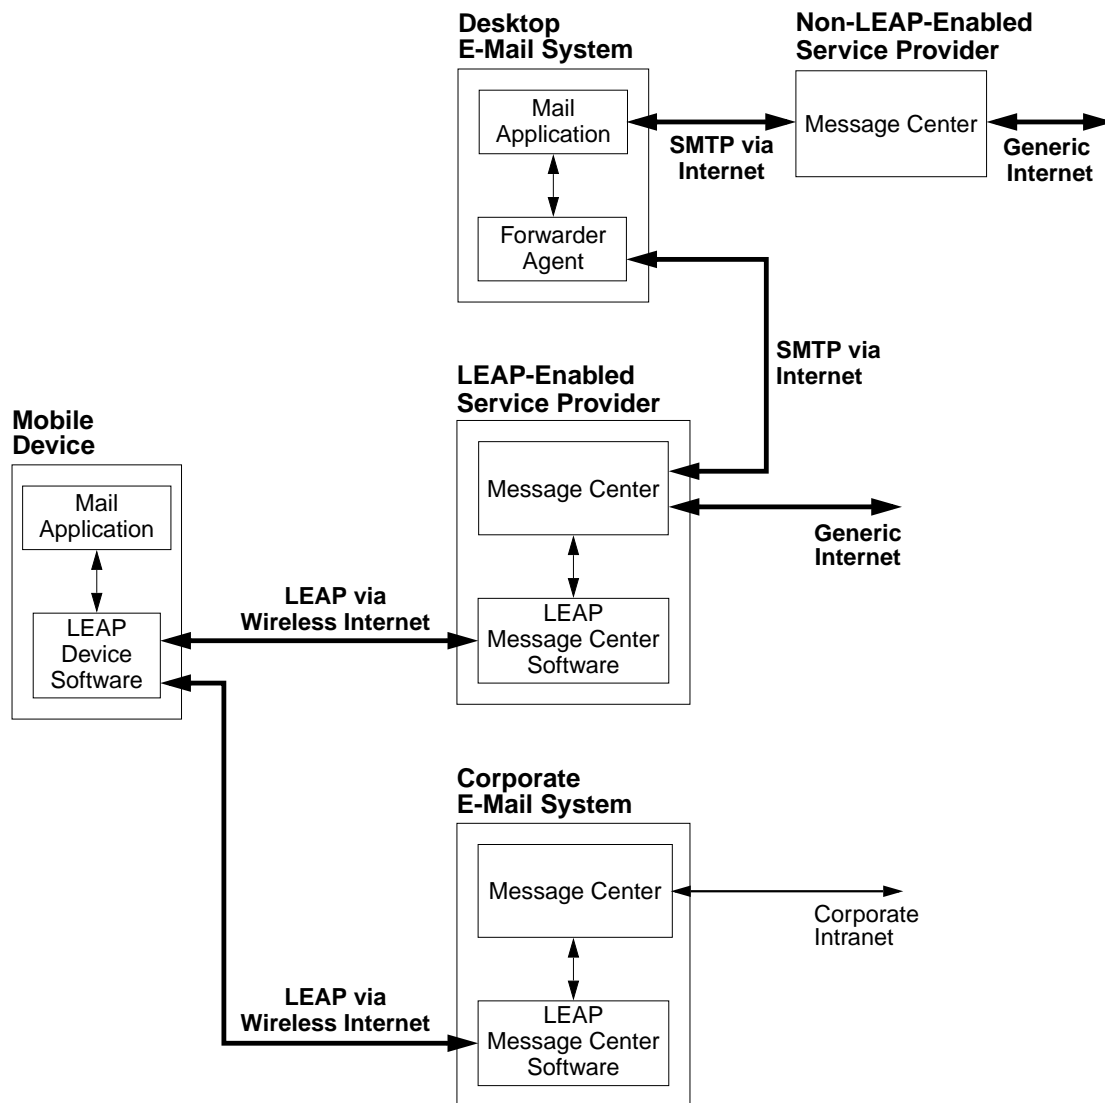 Desktop
E-Mail System
Non-LEAP-Enabled
Service Provider
Mail
Application
Message Center
SMTP via
Internet
Generic
Internet
Forwarder
Agent
SMTP via
Internet
LEAP-Enabled
Service Provider
Mobile
Device
Message Center
Mail
Application
Generic
Internet
LEAP via
Wireless Internet
LEAP
Device
Software
LEAP
Message Center
Software
Corporate
E-Mail System
Message Center
Corporate
Intranet
LEAP via
Wireless Internet
LEAP
Message Center
Software